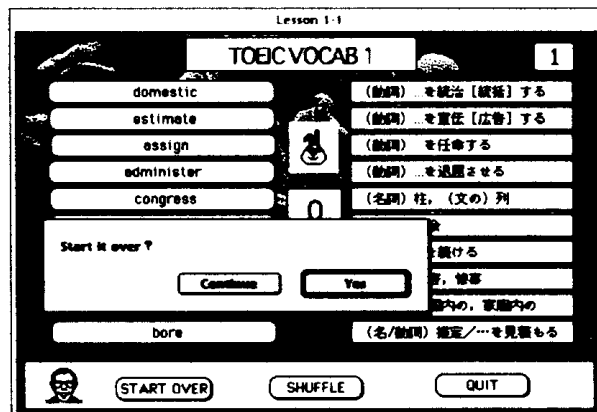 Lesson 1-1
TOEIC VOCAB 1
1
domestic
(動詞) …を統治［統括］する
estimate
(動詞) …を宣伝［広告］する
assign
(動詞) …を任命する
administer
(動詞) …を退屈させる
congress
(名詞) 柱，(文の) 列
0
Start it over ?
を続ける
Continue
Yes
国内の，家庭内の
bore
(名/動詞) 推定／…を見積もる
START OVER
SHUFFLE
QUIT